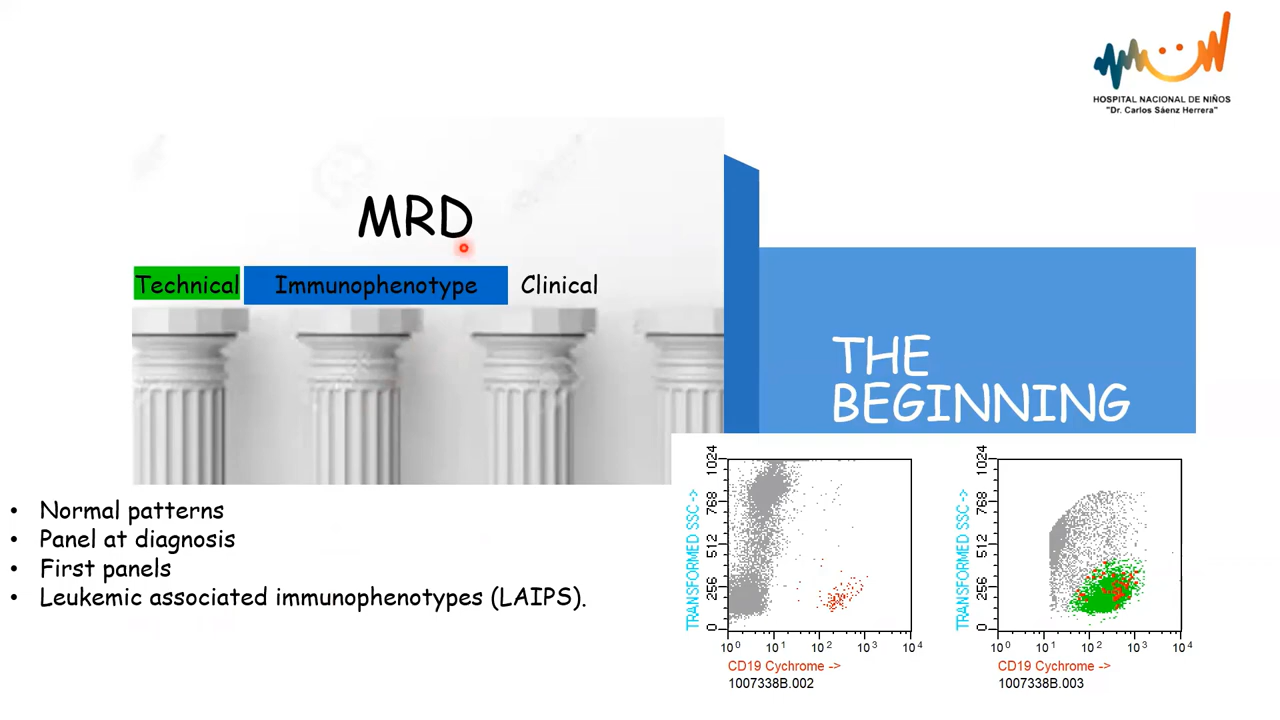 HOSPITAL NACIONAL DE NIÑOS
"Dr. Carlos Sáenz Herrera"
MRD
Technical Immunophenotype Clinical
THE
BEGINNING
• Normal patterns
• Panel at diagnosis
• First panels
• Leukemic associated immunophenotypes (LAIPS).
TRANSFORMED SSC ->
1024
768
512
256
0
10⁰ 10¹ 10² 10³ 10⁴
CD19 Cychrome ->
1007338B.002
TRANSFORMED SSC ->
1024
768
512
256
0
10⁰ 10¹ 10² 10³ 10⁴
CD19 Cychrome ->
1007338B.003